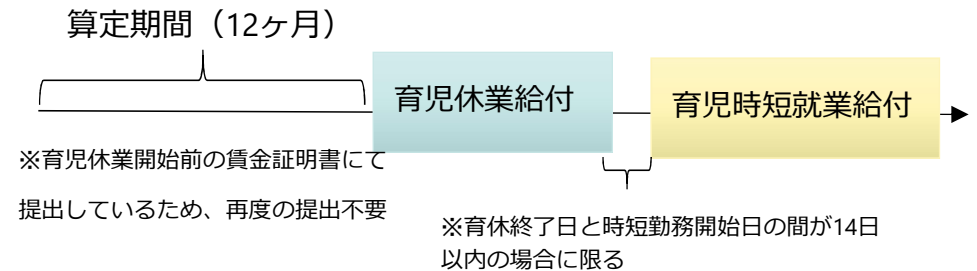 算定期間（12ヶ月）
育児休業給付
育児時短就業給付
※育児休業開始前の賃金証明書にて
提出しているため、再度の提出不要
※育休終了日と時短勤務開始日の間が14日
以内の場合に限る